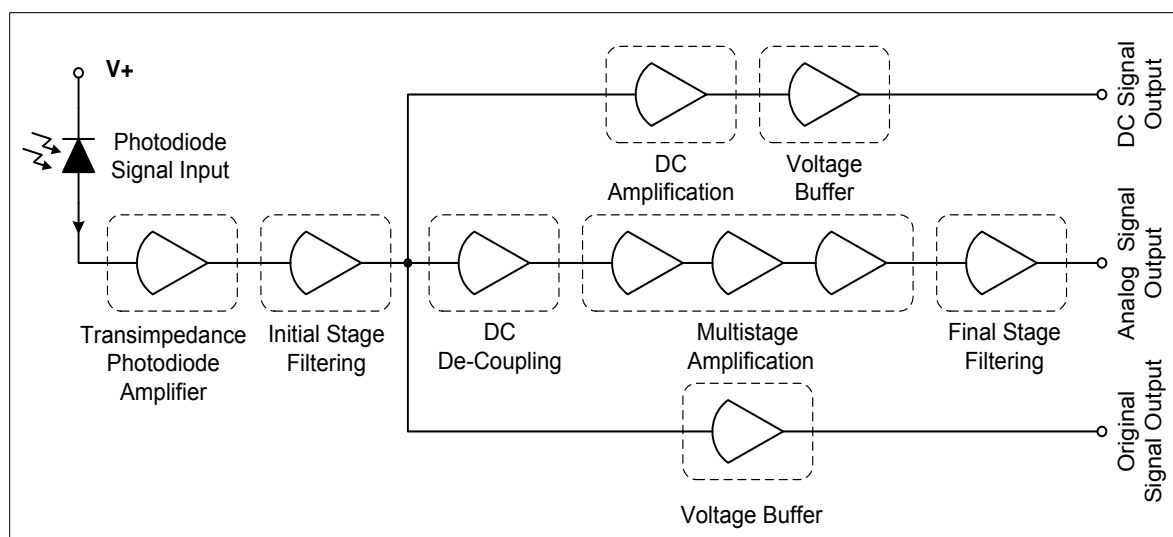 V+
Photodiode
Signal Input
DC
Amplification
Voltage
Buffer
DC Signal
Output
Transimpedance
Photodiode
Amplifier
Initial Stage
Filtering
DC
De-Coupling
Multistage
Amplification
Final Stage
Filtering
Analog Signal
Output
Voltage Buffer
Original
Signal Output